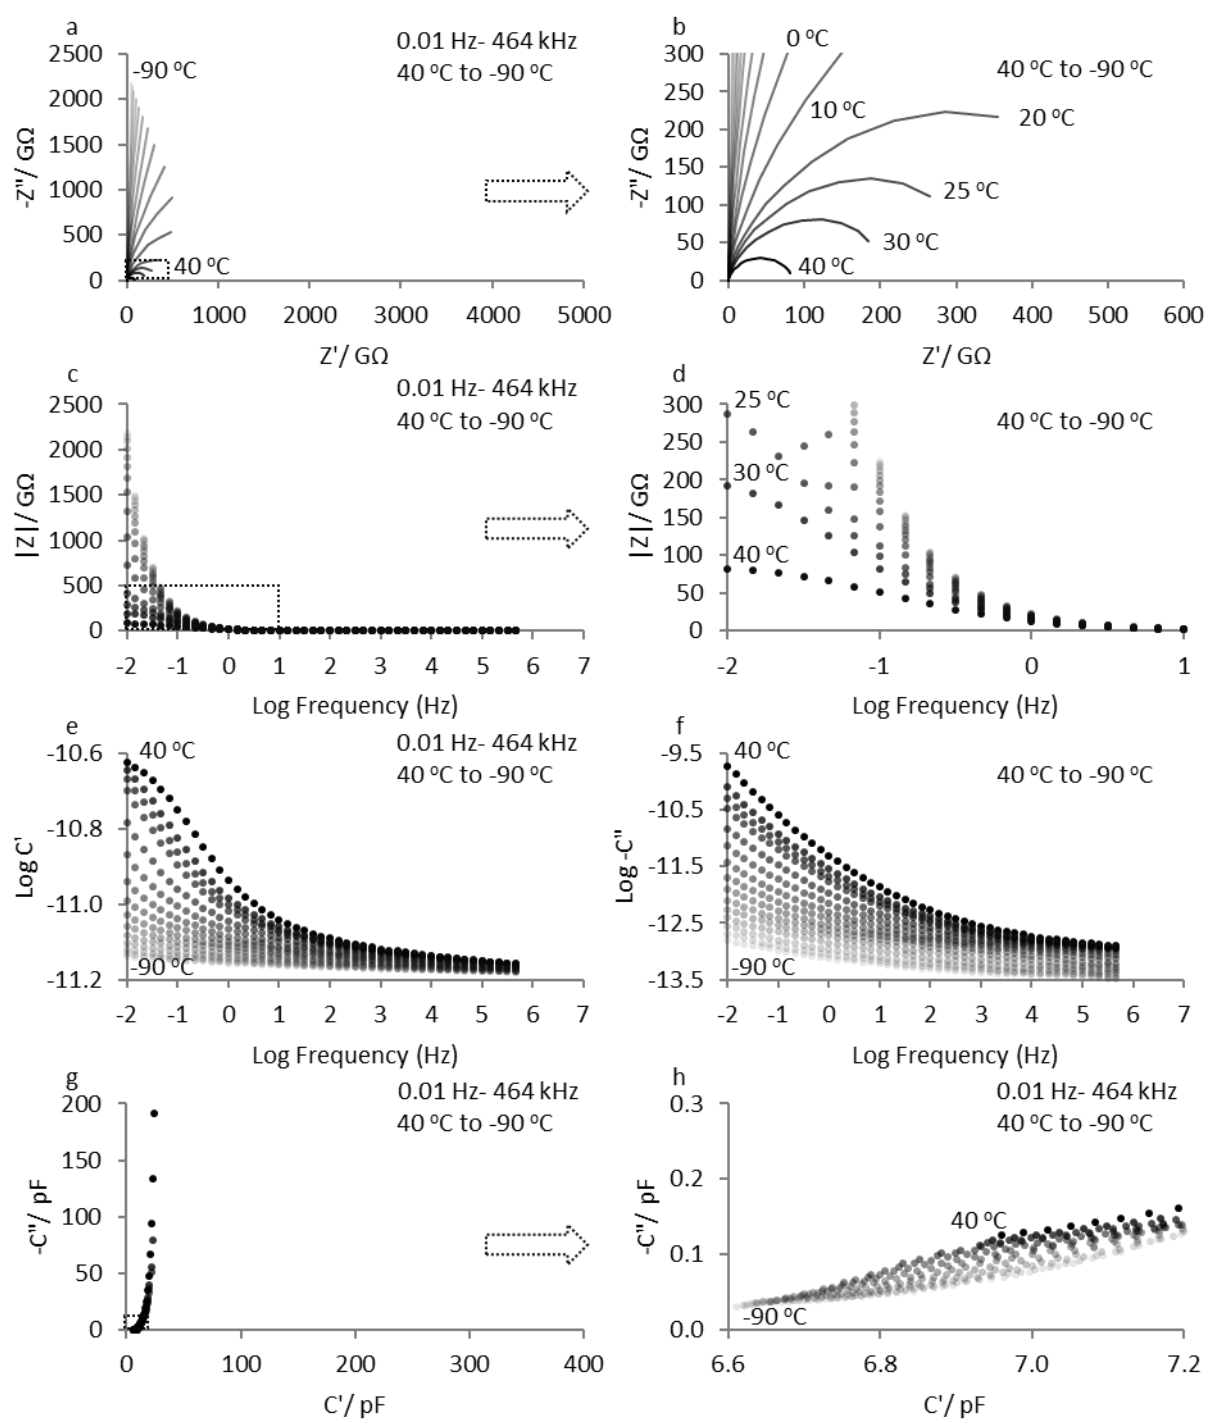 a
0.01 Hz- 464 kHz
40 ºC to -90 ºC
-90 ºC
40 ºC
-Z"/ GΩ
2500
2000
1500
1000
500
0
0 1000 2000 3000 4000 5000
Z'/ GΩ
b
0 ºC
40 ºC to -90 ºC
10 ºC
20 ºC
25 ºC
30 ºC
40 ºC
-Z"/ GΩ
300
250
200
150
100
50
0
0 100 200 300 400 500 600
Z'/ GΩ
c
0.01 Hz- 464 kHz
40 ºC to -90 ºC
|Z|/ GΩ
2500
2000
1500
1000
500
0
-2 -1 0 1 2 3 4 5 6 7
Log Frequency (Hz)
d
25 ºC
40 ºC to -90 ºC
30 ºC
40 ºC
|Z|/ GΩ
300
250
200
150
100
50
0
-2 -1 0 1
Log Frequency (Hz)
e
0.01 Hz- 464 kHz
40 ºC to -90 ºC
40 ºC
-90 ºC
Log C'
-10.6
-10.8
-11.0
-11.2
-2 -1 0 1 2 3 4 5 6 7
Log Frequency (Hz)
f
40 ºC
40 ºC to -90 ºC
-90 ºC
Log -C"
-9.5
-10.5
-11.5
-12.5
-13.5
-2 -1 0 1 2 3 4 5 6 7
Log Frequency (Hz)
g
0.01 Hz- 464 kHz
40 ºC to -90 ºC
-C"/ pF
200
150
100
50
0
0 100 200 300 400
C'/ pF
h
0.01 Hz- 464 kHz
40 ºC to -90 ºC
40 ºC
-90 ºC
-C"/ pF
0.3
0.2
0.1
0.0
6.6 6.8 7.0 7.2
C'/ pF